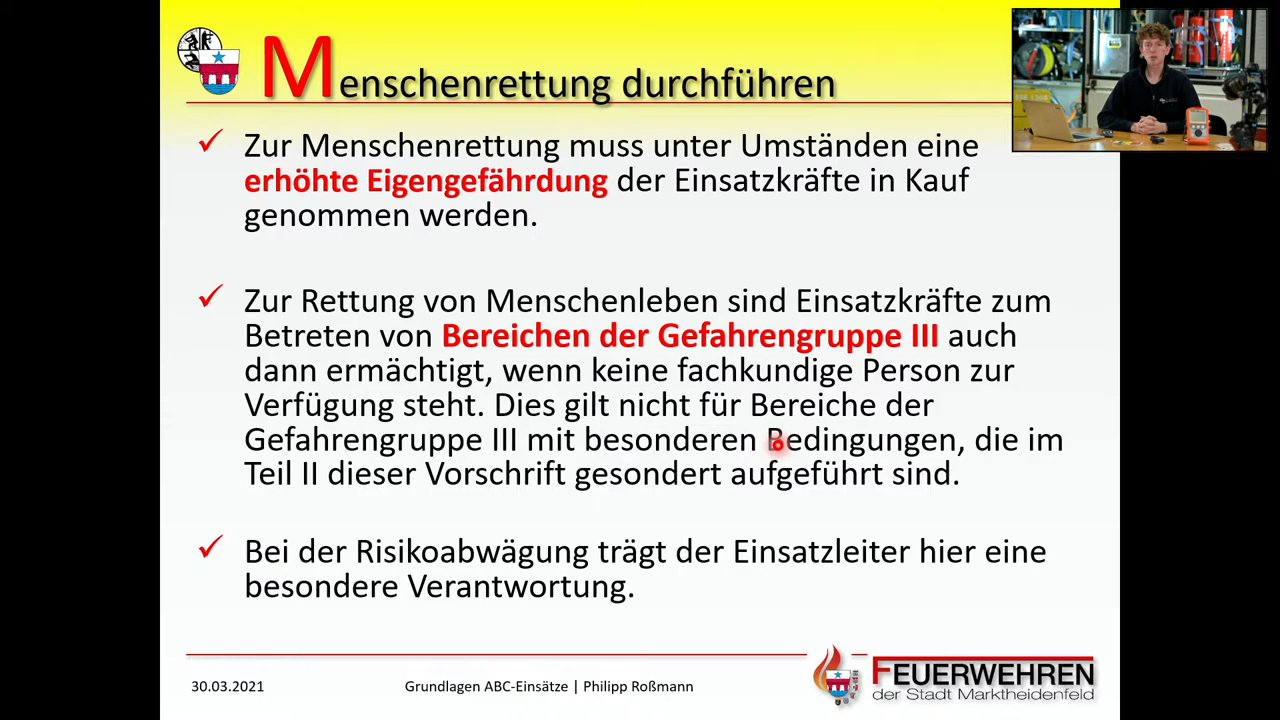 Menschenrettung durchführen
Zur Menschenrettung muss unter Umständen eine
erhöhte Eigengefährdung der Einsatzkräfte in Kauf
genommen werden.
Zur Rettung von Menschenleben sind Einsatzkräfte zum
Betreten von Bereichen der Gefahrengruppe III auch
dann ermächtigt, wenn keine fachkundige Person zur
Verfügung steht. Dies gilt nicht für Bereiche der
Gefahrengruppe III mit besonderen Bedingungen, die im
Teil II dieser Vorschrift gesondert aufgeführt sind.
Bei der Risikoabwägung trägt der Einsatzleiter hier eine
besondere Verantwortung.
30.03.2021
Grundlagen ABC-Einsätze | Philipp Roßmann
FEUERWEHREN
der Stadt Marktheidenfeld